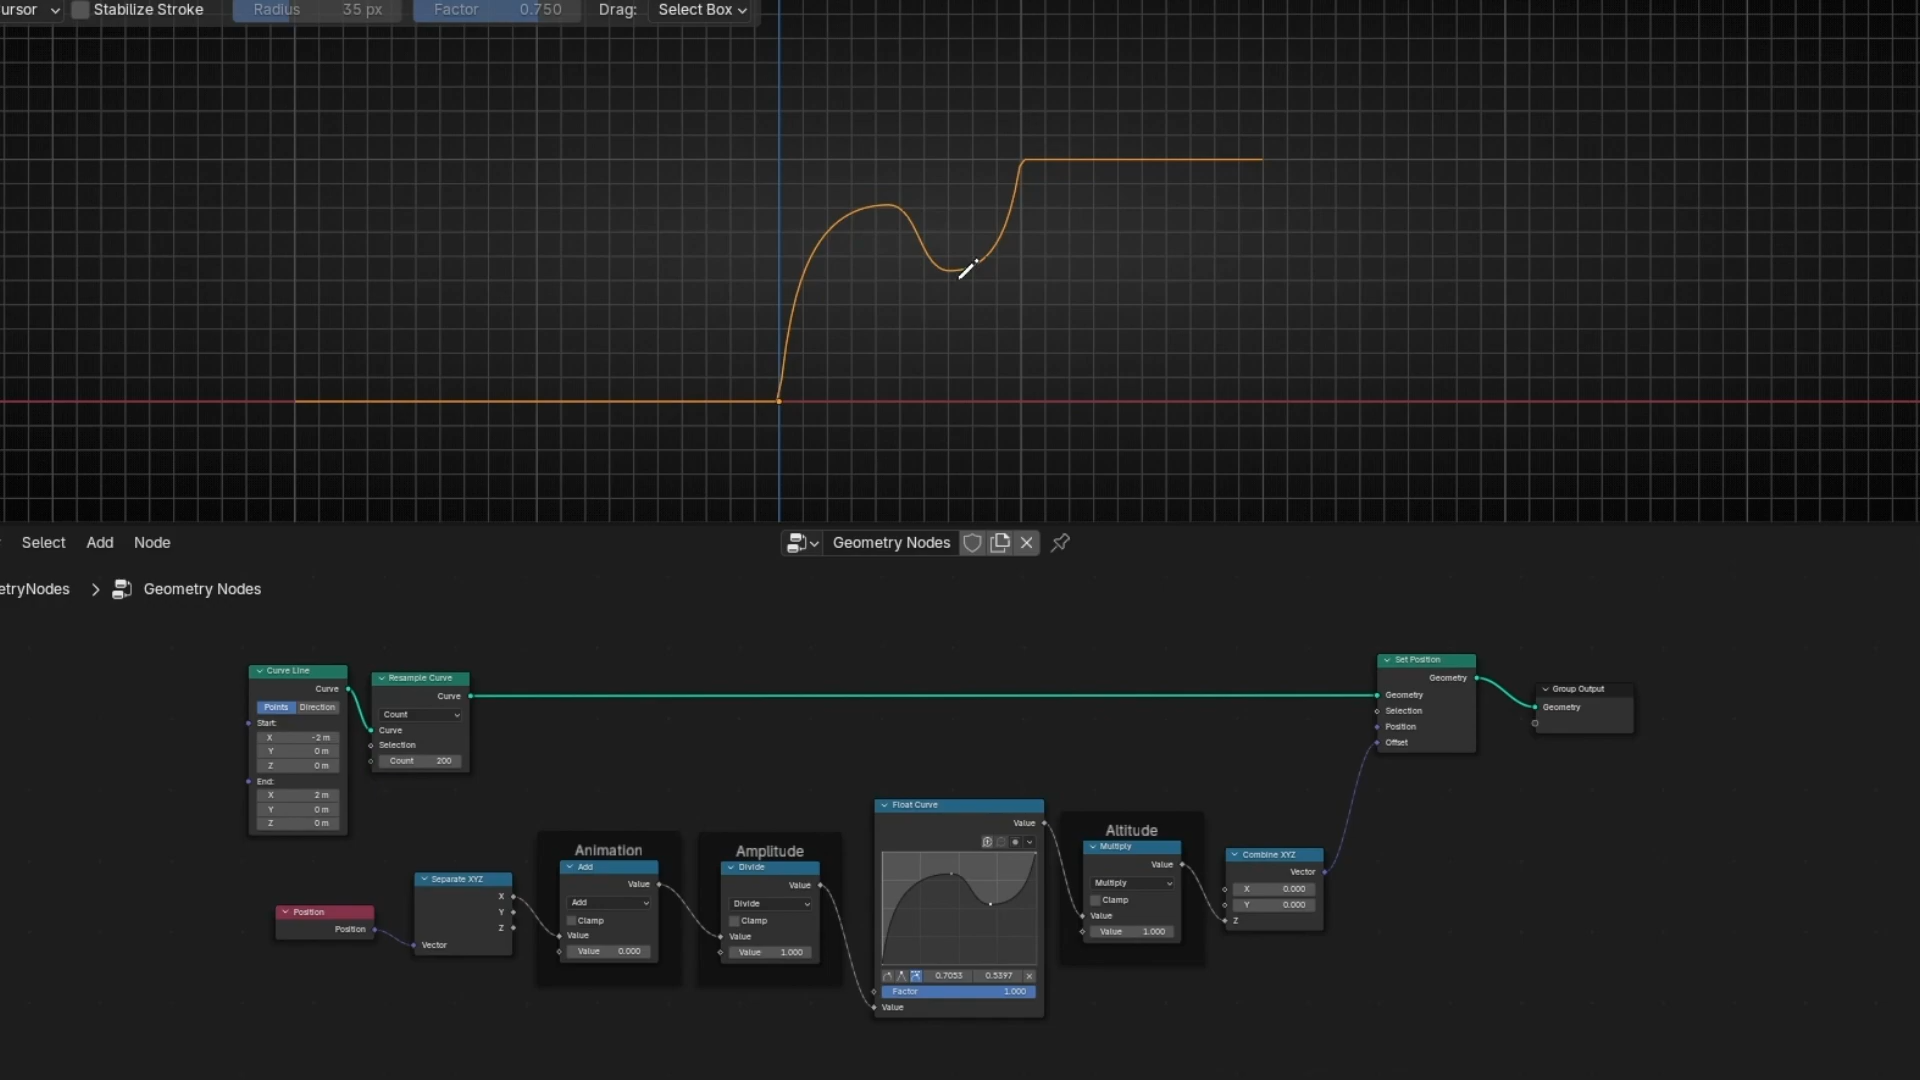 ursor Stabilize Stroke Radius 35 px Factor 0.750 Drag: Select Box
Select Add Node Geometry Nodes
etryNodes > Geometry Nodes
Curve Line
Curve
Points Direction
Start:
X -2 m
Y 0 m
Z 0 m
End:
X 2 m
Y 0 m
Z 0 m
Resample Curve
Curve
Count
Curve
Selection
Count 200
Position
Position
Separate XYZ
X
Y
Z
Vector
Animation
Add
Value
Add
Clamp
Value
Value 0.000
Amplitude
Divide
Value
Divide
Clamp
Value
Value 1.000
Float Curve
Value
0.7053 0.5397
Factor 1.000
Value
Altitude
Multiply
Value
Multiply
Clamp
Value
Value 1.000
Combine XYZ
Vector
X 0.000
Y 0.000
Z
Set Position
Geometry
Geometry
Selection
Position
Offset
Group Output
Geometry